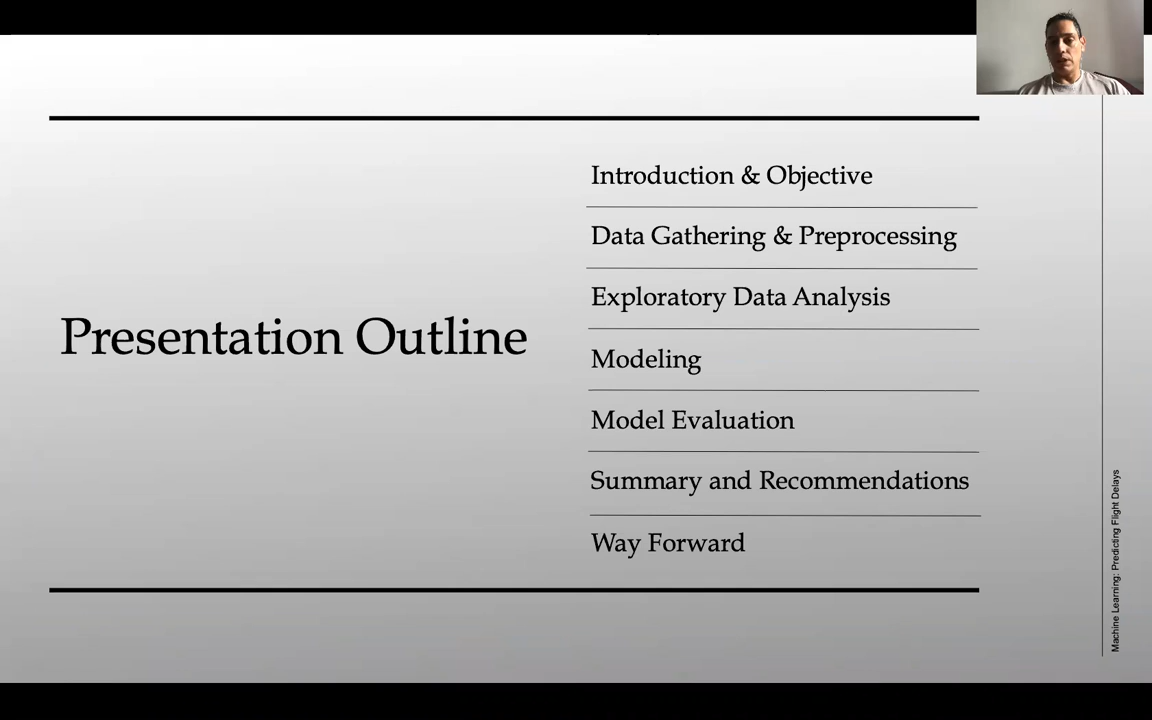 Presentation Outline
Introduction & Objective
Data Gathering & Preprocessing
Exploratory Data Analysis
Modeling
Model Evaluation
Summary and Recommendations
Way Forward
Machine Learning: Predicting Flight Delays